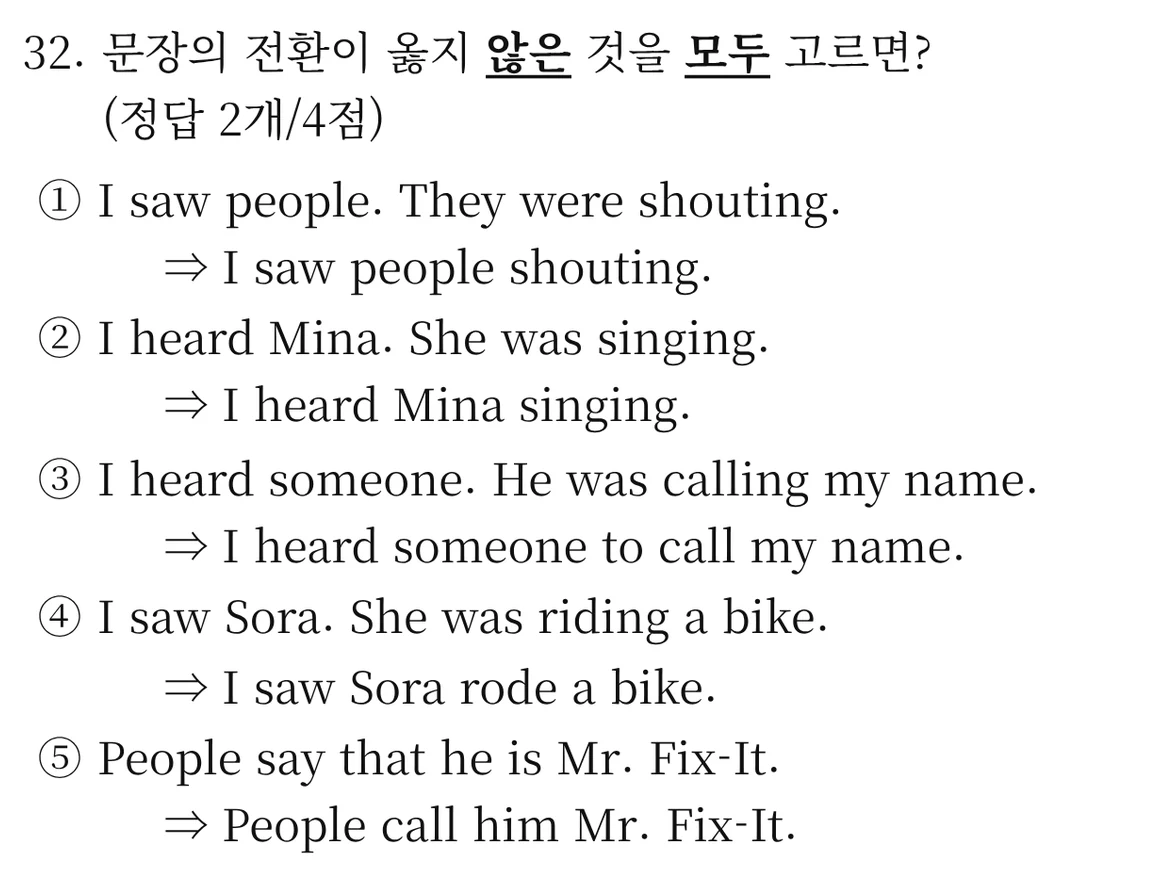 32. 문장의 전환이 옳지 않은 것을 모두 고르면?
(정답 2개/4점)
① I saw people. They were shouting.
⇒ I saw people shouting.
② I heard Mina. She was singing.
⇒ I heard Mina singing.
③ I heard someone. He was calling my name.
⇒ I heard someone to call my name.
④ I saw Sora. She was riding a bike.
⇒ I saw Sora rode a bike.
⑤ People say that he is Mr. Fix-It.
⇒ People call him Mr. Fix-It.